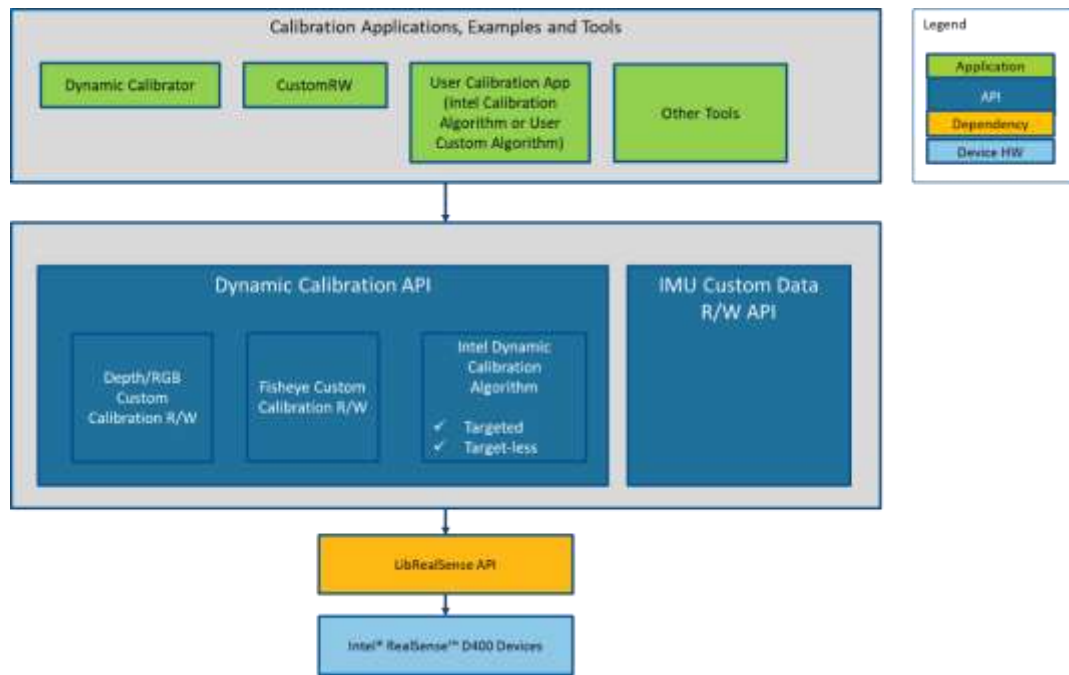 Calibration Applications, Examples and Tools
Legend
Dynamic Calibrator
CustomRW
User Calibration App
(Intel Calibration
Algorithm or User
Custom Algorithm)
Other Tools
Application
API
Dependency
Device HW
Dynamic Calibration API
Depth/RGB
Custom
Calibration R/W
Fisheye Custom
Calibration R/W
Intel Dynamic
Calibration
Algorithm
✓ Targeted
✓ Target-less
IMU Custom Data
R/W API
LibRealSense API
Intel® RealSense™ D400 Devices